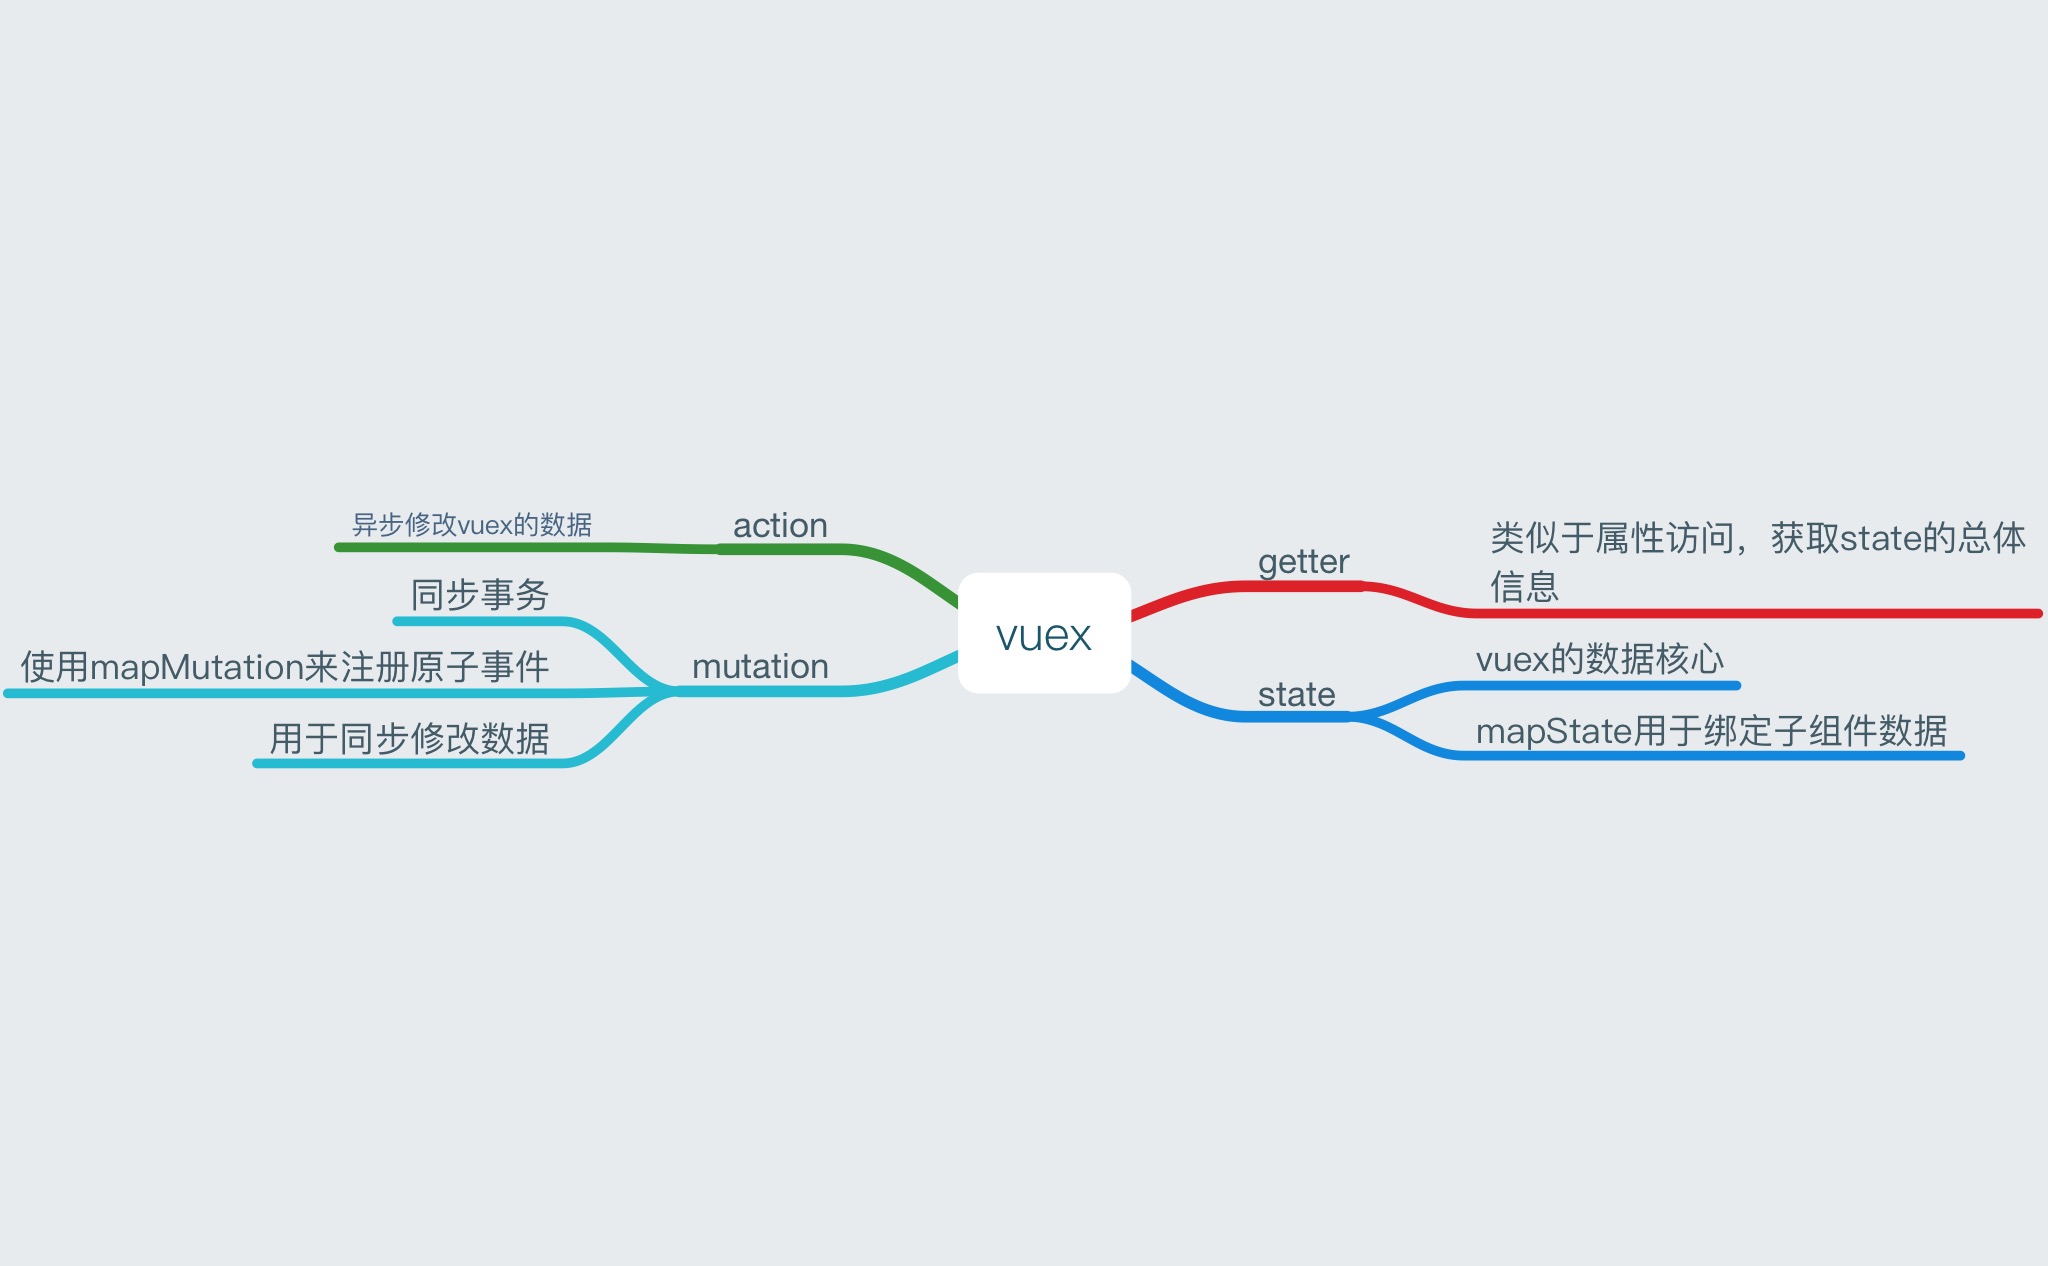 vuex
getter
类似于属性访问，获取state的总体
信息
state
vuex的数据核心
mapState用于绑定子组件数据
action
异步修改vuex的数据
mutation
同步事务
使用mapMutation来注册原子事件
用于同步修改数据